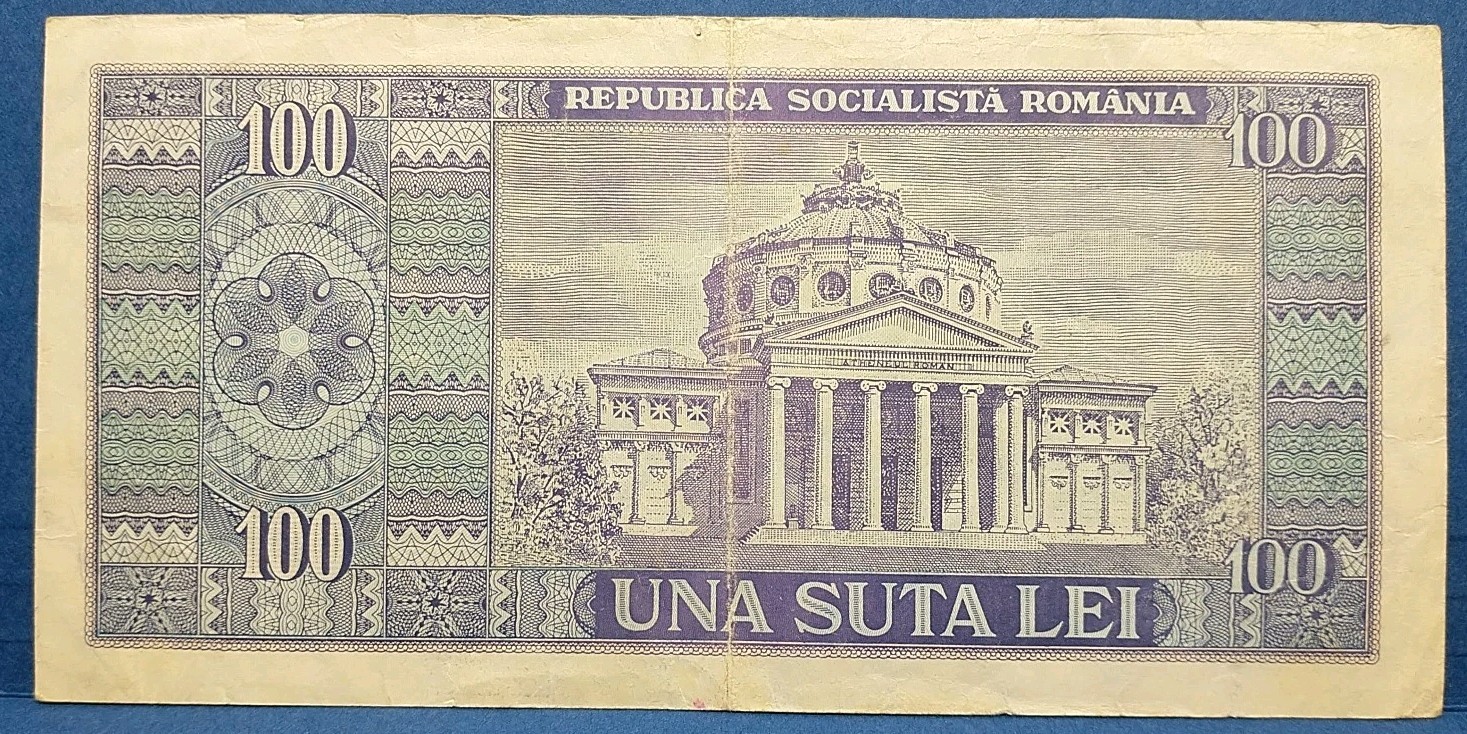 REPUBLICA SOCIALISTĂ ROMÂNIA
100
100
ATHENEUL ROMAN
100
100
UNA SUTA LEI